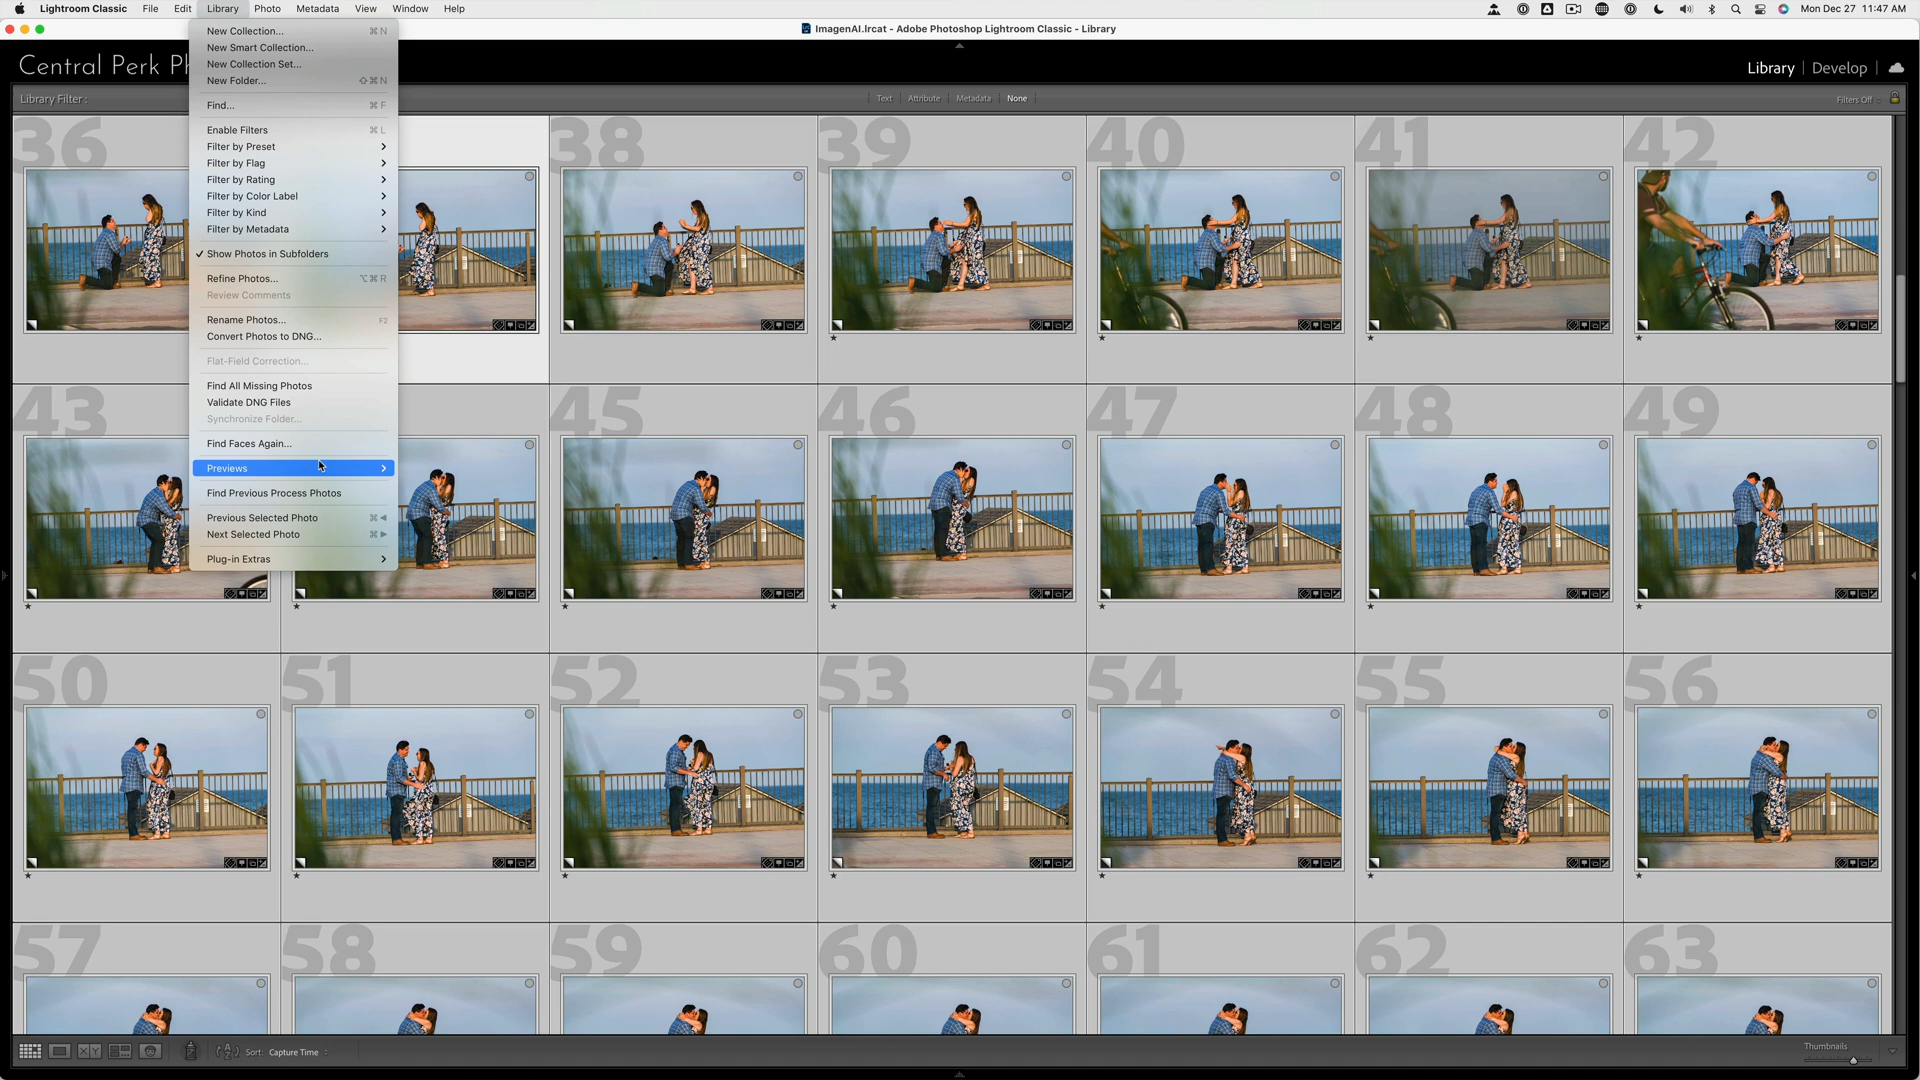 Lightroom Classic File Edit Library Photo Metadata View Window Help Mon Dec 27 11:47 AM
ImagenAI.lrcat - Adobe Photoshop Lightroom Classic - Library
Central Perk Ph
Library | Develop |
Library Filter :
Text | Attribute | Metadata | None
Filters Off
New Collection... ⌘ N
New Smart Collection...
New Collection Set...
New Folder... ⇧⌘ N
Find... ⌘ F
Enable Filters ⌘ L
Filter by Preset
Filter by Flag
Filter by Rating
Filter by Color Label
Filter by Kind
Filter by Metadata
✓ Show Photos in Subfolders
Refine Photos... ⌥⌘ R
Review Comments
Rename Photos... F2
Convert Photos to DNG...
Flat-Field Correction...
Find All Missing Photos
Validate DNG Files
Synchronize Folder...
Find Faces Again...
Previews
Find Previous Process Photos
Previous Selected Photo ⌘ ◀
Next Selected Photo ⌘ ▶
Plug-in Extras
36 38 39 40 41 42
43 45 46 47 48 49
50 51 52 53 54 55 56
57 58 59 60 61 62 63
Sort: Capture Time
Thumbnails